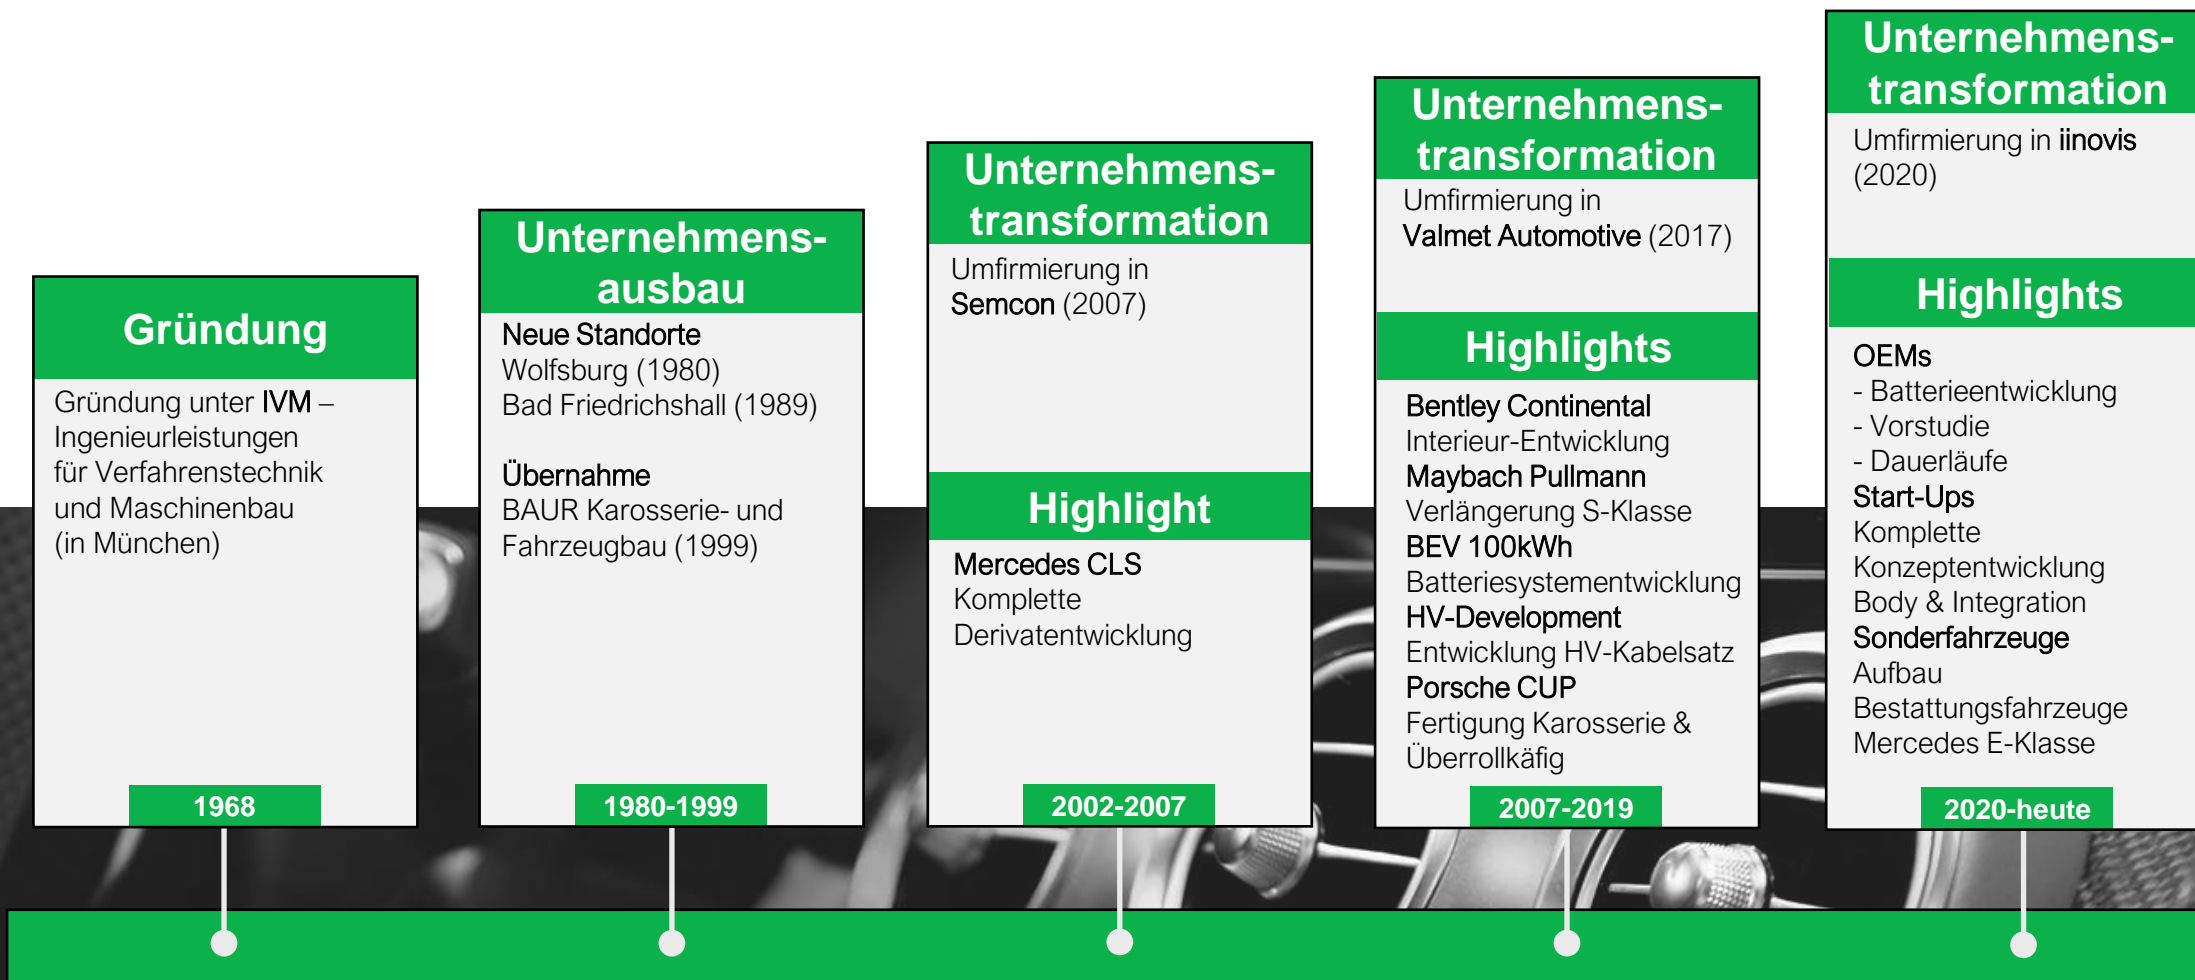 Gründung
Gründung unter IVM –
Ingenieurleistungen
für Verfahrenstechnik
und Maschinenbau
(in München)
1968
Unternehmens-
ausbau
Neue Standorte
Wolfsburg (1980)
Bad Friedrichshall (1989)
Übernahme
BAUR Karosserie- und
Fahrzeugbau (1999)
1980-1999
Unternehmens-
transformation
Umfirmierung in
Semcon (2007)
Highlight
Mercedes CLS
Komplette
Derivatentwicklung
2002-2007
Unternehmens-
transformation
Umfirmierung in
Valmet Automotive (2017)
Highlights
Bentley Continental
Interieur-Entwicklung
Maybach Pullmann
Verlängerung S-Klasse
BEV 100kWh
Batteriesystementwicklung
HV-Development
Entwicklung HV-Kabelsatz
Porsche CUP
Fertigung Karosserie &
Überrollkäfig
2007-2019
Unternehmens-
transformation
Umfirmierung in iinovis
(2020)
Highlights
OEMs
- Batterieentwicklung
- Vorstudie
- Dauerläufe
Start-Ups
Komplette
Konzeptentwicklung
Body & Integration
Sonderfahrzeuge
Aufbau
Bestattungsfahrzeuge
Mercedes E-Klasse
2020-heute